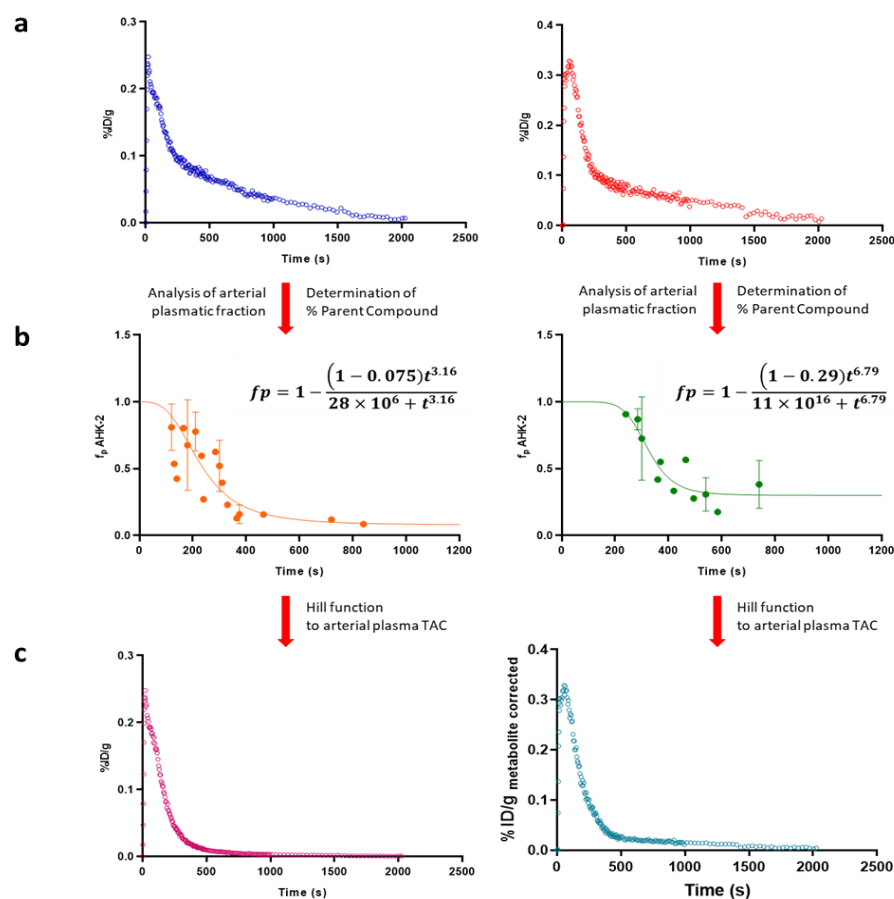 a
0.3
0.2
0.1
0.0
%ID/g
0 500 1000 1500 2000 2500
Time (s)
0.4
0.3
0.2
0.1
0.0
%ID/g
0 500 1000 1500 2000 2500
Time (s)
Analysis of arterial
plasmatic fraction
Determination of
% Parent Compound
Analysis of arterial
plasmatic fraction
Determination of
% Parent Compound
b
1.5
1.0
0.5
0.0
fp AHK-2
0 200 400 600 800 1000 1200
Time (s)
fp = 1 − (1 − 0.075)t^3.16 / 28 × 10^6 + t^3.16
1.5
1.0
0.5
0.0
fp AHK-2
0 200 400 600 800 1000 1200
Time (s)
fp = 1 − (1 − 0.29)t^6.79 / 11 × 10^16 + t^6.79
Hill function
to arterial plasma TAC
Hill function
to arterial plasma TAC
c
0.3
0.2
0.1
0.0
%ID/g
0 500 1000 1500 2000 2500
Time (s)
0.4
0.3
0.2
0.1
0.0
% ID/g metabolite corrected
0 500 1000 1500 2000 2500
Time (s)